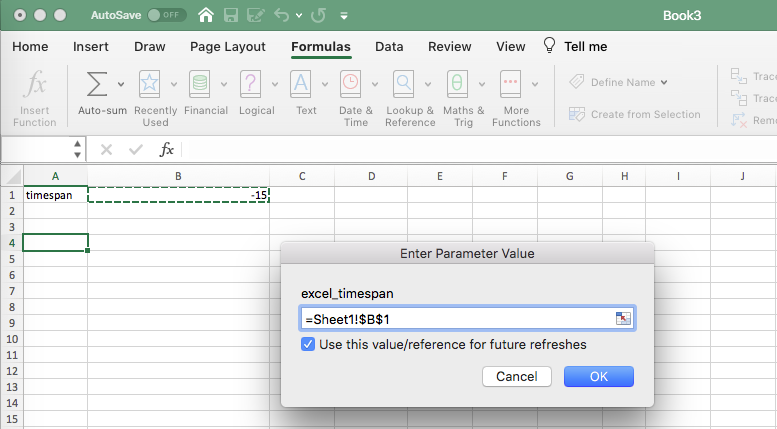 AutoSave OFF Book3
Home Insert Draw Page Layout Formulas Data Review View Tell me
fx Σ ? A θ Define Name Trace
Insert Function Auto-sum Recently Used Financial Logical Text Date & Time Lookup & Reference Maths & Trig More Functions Create from Selection Trace
Remo
fx
A B C D E F G H I J
1 timespan -15
2
3
4
5
6
7
8
9
10
11
12
13
14
15
Enter Parameter Value
excel_timespan
=Sheet1!$B$1
Use this value/reference for future refreshes
Cancel OK